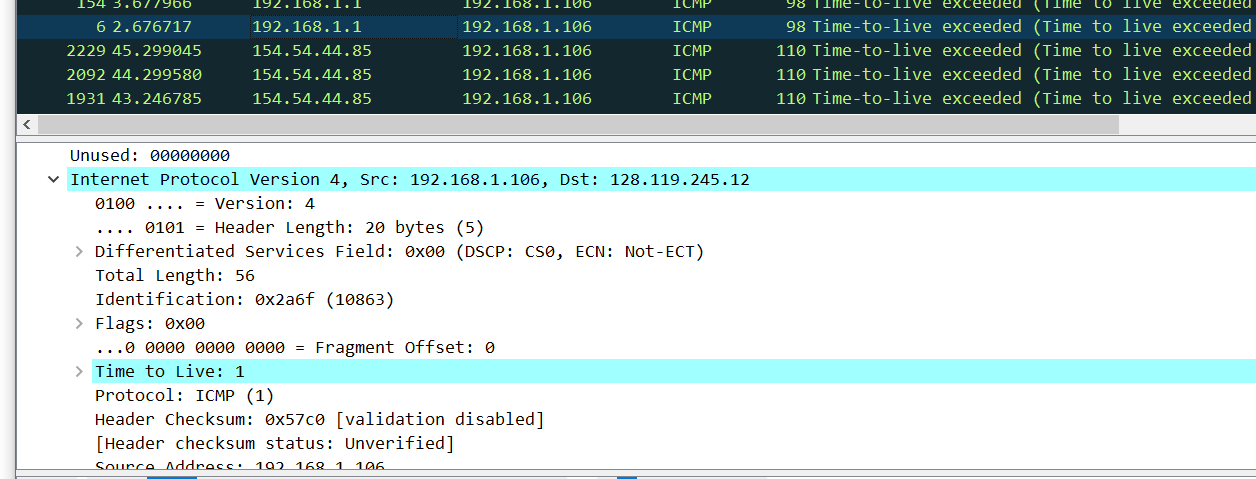 154 3.677966 192.168.1.1 192.168.1.106 ICMP 98 Time-to-live exceeded (Time to live exceeded
6 2.676717 192.168.1.1 192.168.1.106 ICMP 98 Time-to-live exceeded (Time to live exceeded
2229 45.299045 154.54.44.85 192.168.1.106 ICMP 110 Time-to-live exceeded (Time to live exceeded
2092 44.299580 154.54.44.85 192.168.1.106 ICMP 110 Time-to-live exceeded (Time to live exceeded
1931 43.246785 154.54.44.85 192.168.1.106 ICMP 110 Time-to-live exceeded (Time to live exceeded
Unused: 00000000
Internet Protocol Version 4, Src: 192.168.1.106, Dst: 128.119.245.12
0100 .... = Version: 4
.... 0101 = Header Length: 20 bytes (5)
Differentiated Services Field: 0x00 (DSCP: CS0, ECN: Not-ECT)
Total Length: 56
Identification: 0x2a6f (10863)
Flags: 0x00
...0 0000 0000 0000 = Fragment Offset: 0
Time to Live: 1
Protocol: ICMP (1)
Header Checksum: 0x57c0 [validation disabled]
[Header checksum status: Unverified]
Source Address: 192.168.1.106